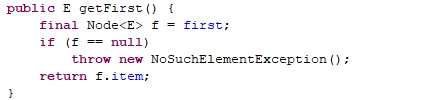 public E getFirst() {
    final Node<E> f = first;
    if (f == null)
        throw new NoSuchElementException();
    return f.item;
}